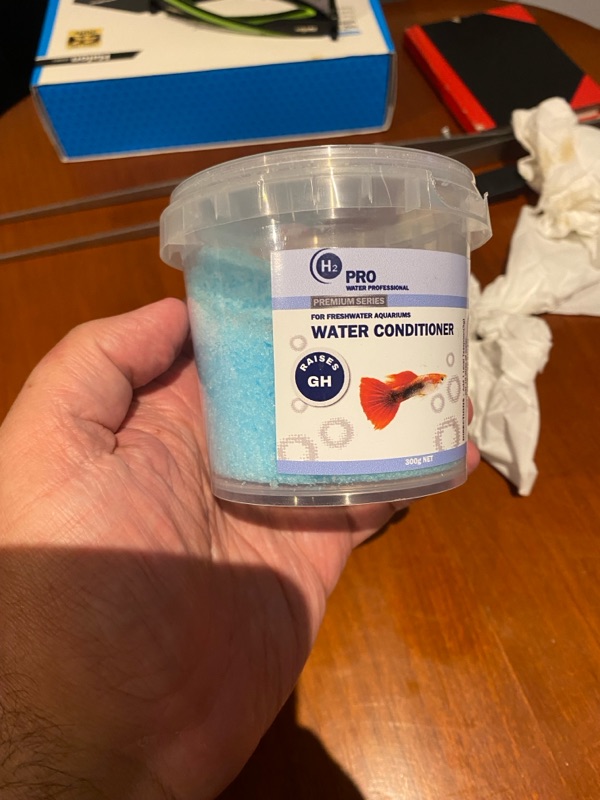 H2
PRO
WATER PROFESSIONAL
PREMIUM SERIES
FOR FRESHWATER AQUARIUMS
WATER CONDITIONER
RAISES
GH
300g NET